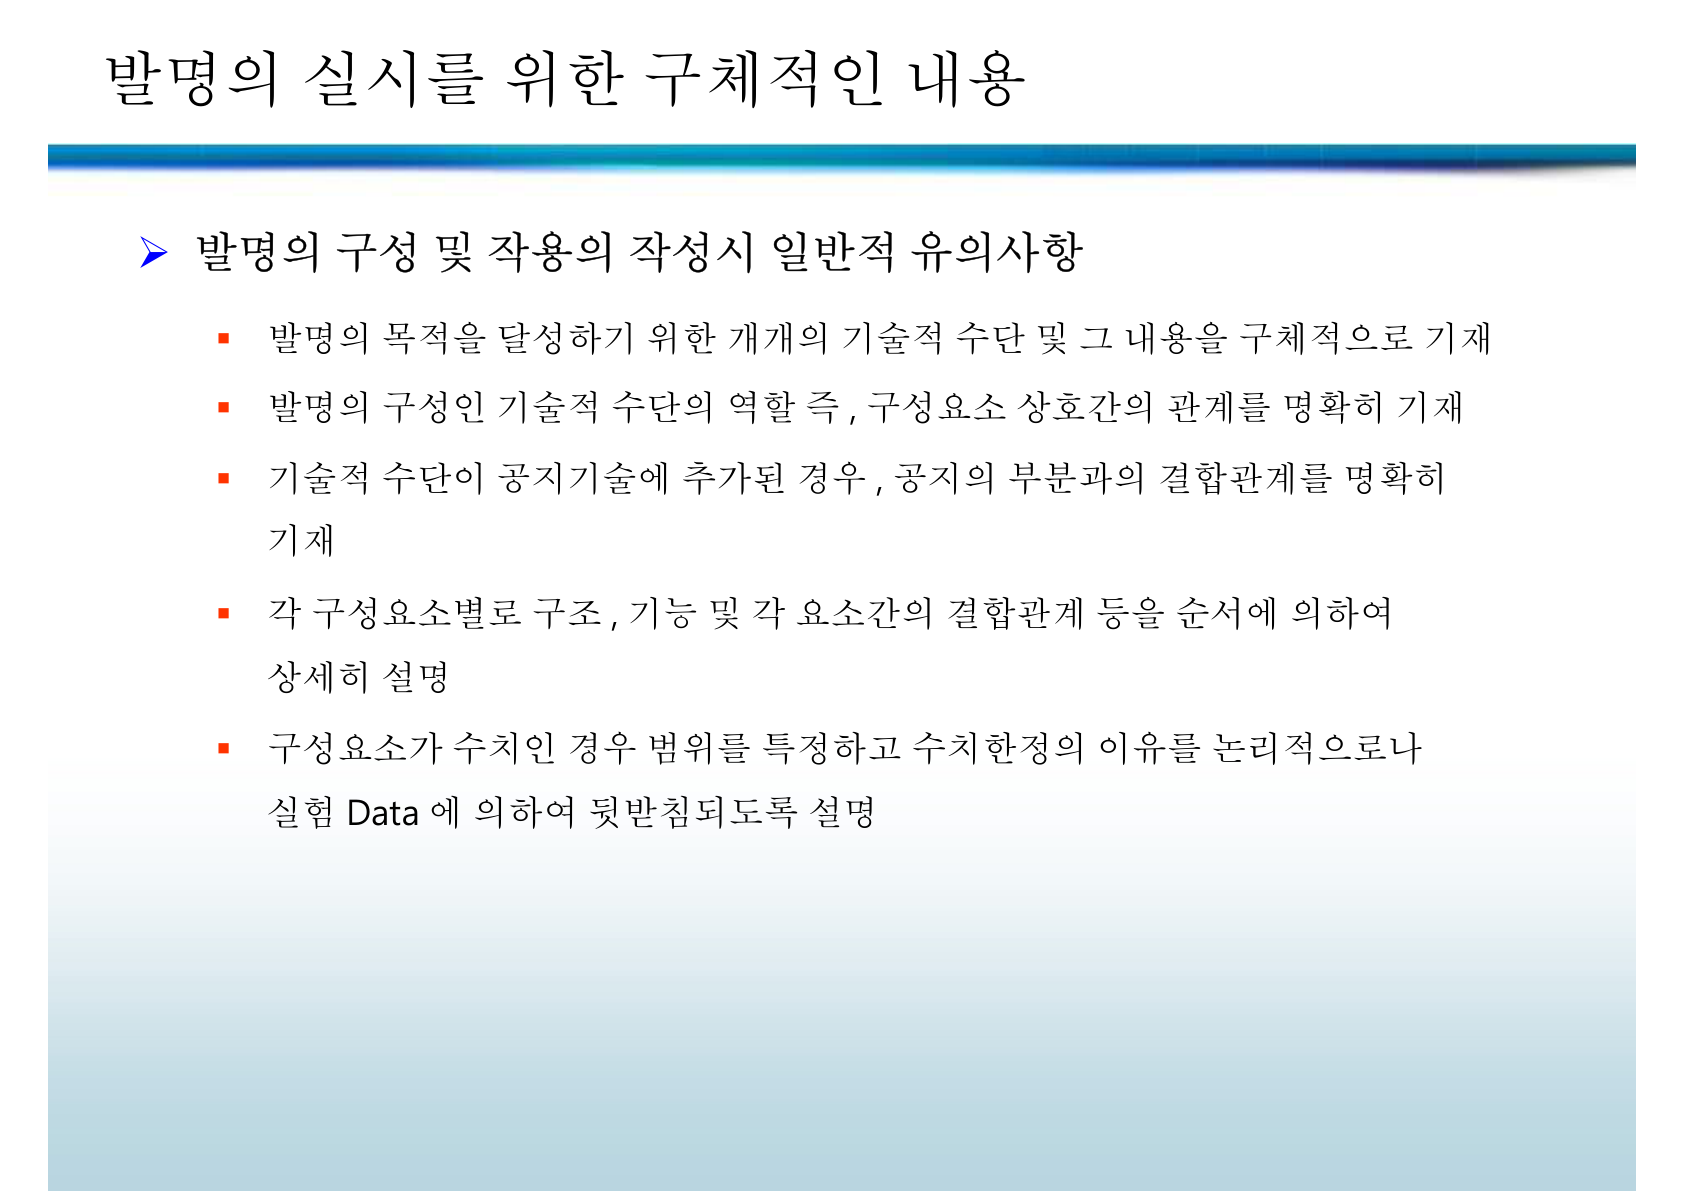 발명의 실시를 위한 구체적인 내용
발명의 구성 및 작용의 작성시 일반적 유의사항
발명의 목적을 달성하기 위한 개개의 기술적 수단 및 그 내용을 구체적으로 기재
발명의 구성인 기술적 수단의 역할 즉, 구성요소 상호간의 관계를 명확히 기재
기술적 수단이 공지기술에 추가된 경우, 공지의 부분과의 결합관계를 명확히
기재
각 구성요소별로 구조, 기능 및 각 요소간의 결합관계 등을 순서에 의하여
상세히 설명
구성요소가 수치인 경우 범위를 특정하고 수치한정의 이유를 논리적으로나
실험 Data 에 의하여 뒷받침되도록 설명